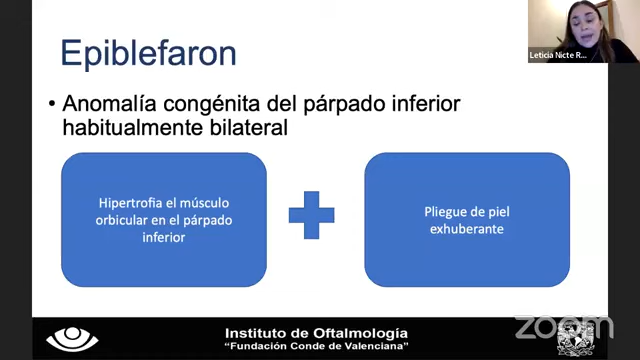 Epiblefaron
Leticia Nicte R...
• Anomalía congénita del párpado inferior
habitualmente bilateral
Hipertrofia el músculo
orbicular en el párpado
inferior
Pliegue de piel
exhuberante
zoom
Instituto de Oftalmología
“Fundación Conde de Valenciana”